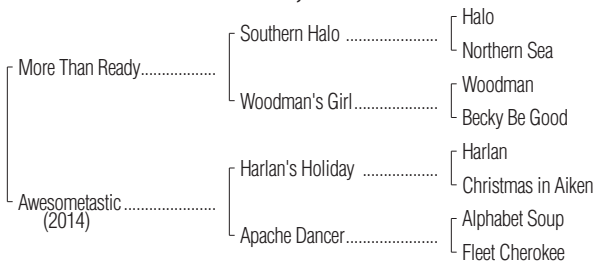 Halo
Southern Halo ....................
Northern Sea
More Than Ready................
Woodman
Woodman's Girl..................
Becky Be Good
Harlan
Harlan's Holiday ................
Christmas in Aiken
Awesometastic ....................
(2014)
Alphabet Soup
Apache Dancer....................
Fleet Cherokee